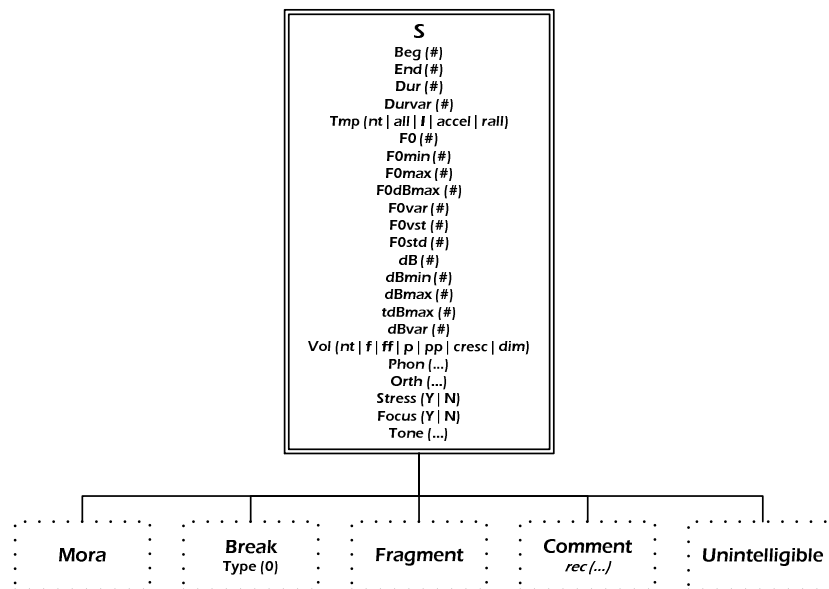 S
Beg (#)
End (#)
Dur (#)
Durvar (#)
Tmp (nt | all | l | accel | rall)
F0 (#)
F0min (#)
F0max (#)
F0dBmax (#)
F0var (#)
F0vst (#)
F0std (#)
dB (#)
dBmin (#)
dBmax (#)
tdBmax (#)
dBvar (#)
Vol (nt | f | ff | p | pp | cresc | dim)
Phon (...)
Orth (...)
Stress (Y | N)
Focus (Y | N)
Tone (...)
Mora
Break
Type (0)
Fragment
Comment
rec (...)
Unintelligible